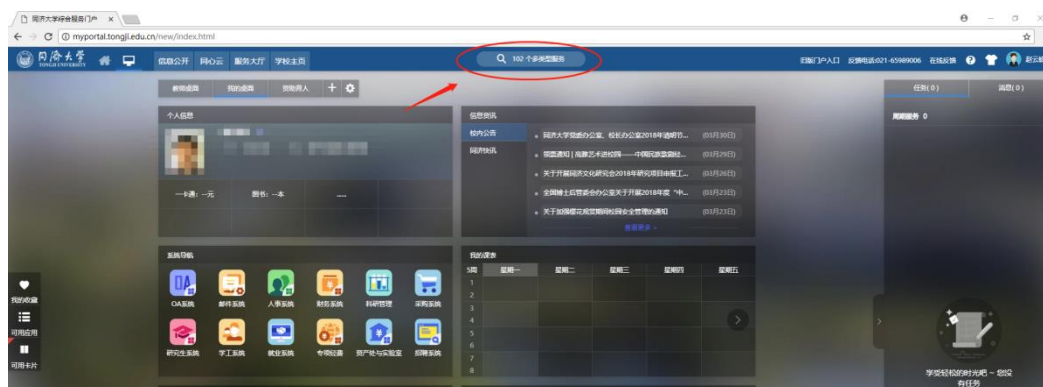 同济大学综合服务门户
myportal.tongji.edu.cn/new/index.html
同济大学
TONGJI UNIVERSITY
信息公开 同心云 服务大厅 学校主页
102 个多类型服务
旧版门户入口 反馈电话:021-65989006 在线反馈
教师桌面 我的桌面 资助育人
任务(0) 消息(0)
个人信息
一卡通: --元 图书: --本
信息资讯
校内公告
同济快讯
同济大学党委办公室、校长办公室2018年清明节... (03月30日)
领票通知 | 高雅艺术进校园 (03月29日)
关于开展同济文化研究会2018年研究项目申报工... (03月26日)
全国博士后管委会办公室关于开展2018年度 “中... (03月23日)
关于加强樱花观赏期间校园安全管理的通知 (03月23日)
查看更多
周期服务 0
系统导航
OA系统 邮件系统 人事系统 财务系统 科研管理 采购系统
研究生系统 学工系统 就业系统 专项经费 资产处与实验室 招聘系统
我的课表
5周 星期一 星期二 星期三 星期四 星期五
1
2
3
4
5
6
7
8
我的收藏
可用应用
可用卡片
享受轻松的时光吧 ~ 您没
有任务